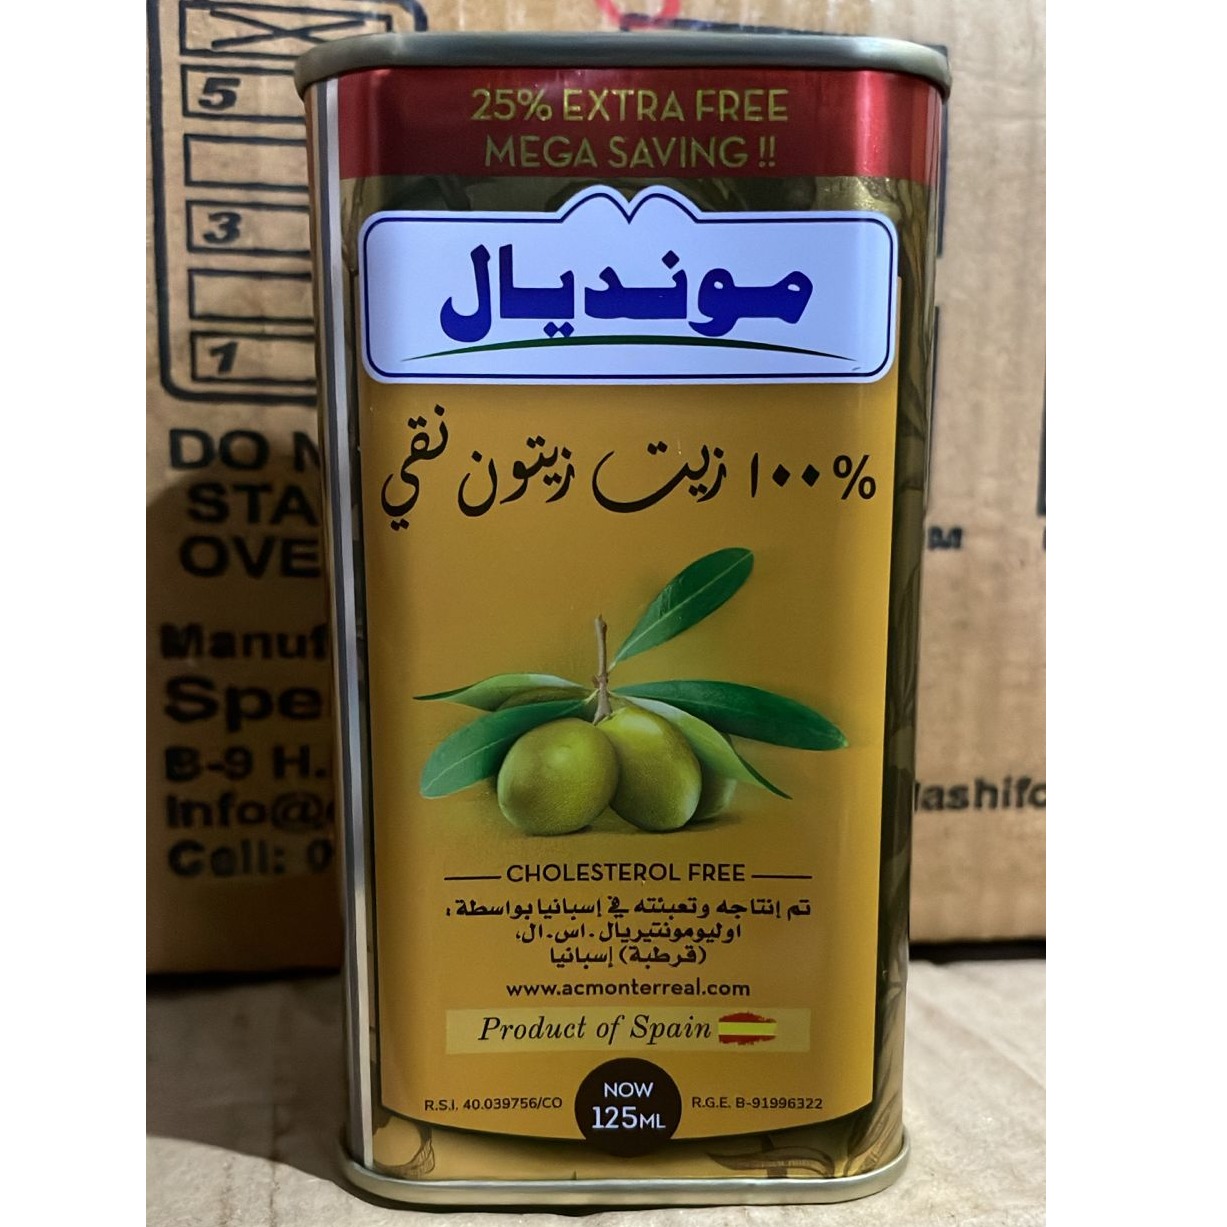 25% EXTRA FREE
MEGA SAVING !!
مونديال
١٠٠% زيت زيتون نقي
CHOLESTEROL FREE
تم إنتاجه وتعبئته في إسبانيا بواسطة:
اوليومونتيريال.اس.ال،
(قرطبة) إسبانيا
www.acmonterreal.com
Product of Spain
R.S.I. 40.039756/CO
NOW
125ML
R.G.E. B-91996322
5
3
1
DO
STA
OVE
Manuf
Spe
B-9 H.
Info@
Cell: 0